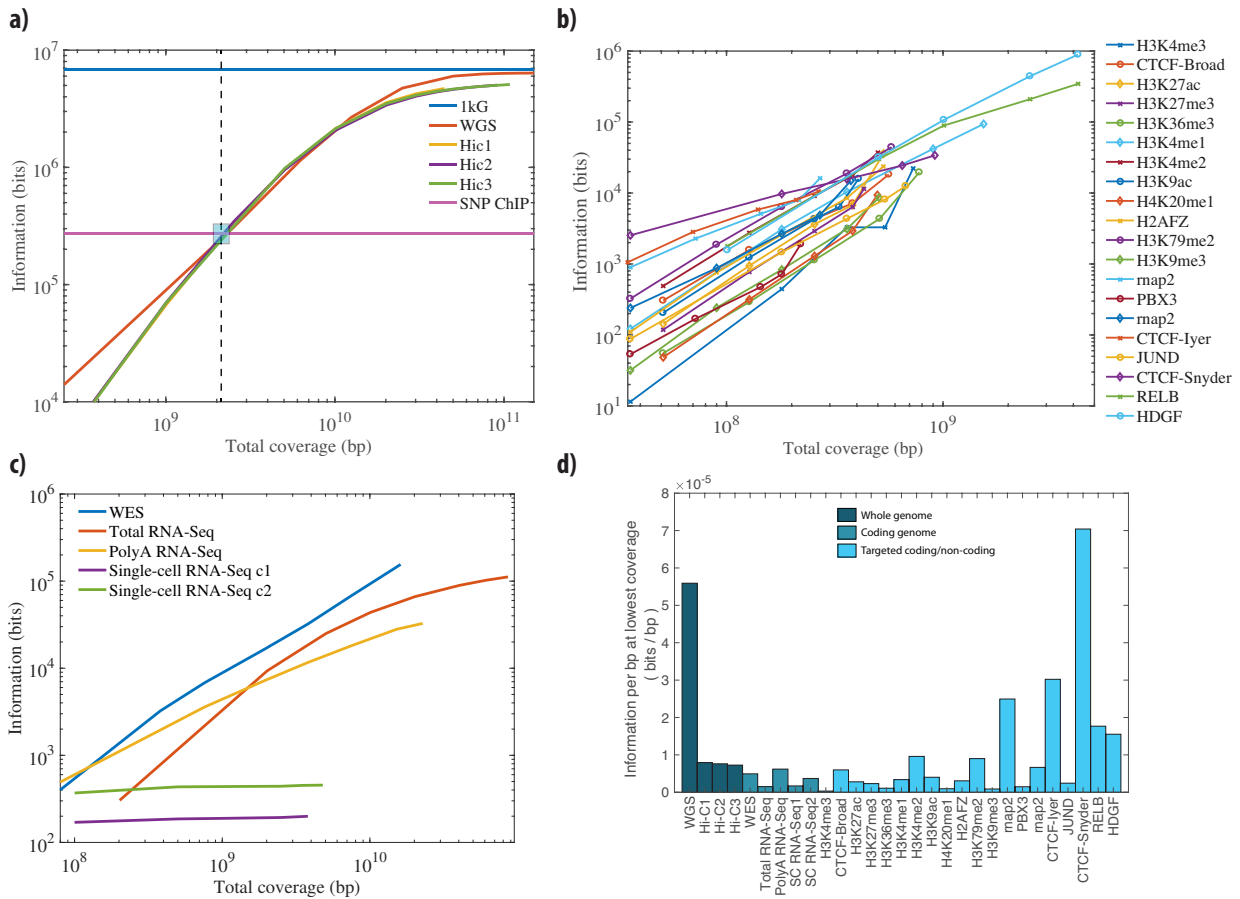 a)
10^7
10^6
10^5
10^4
Information (bits)
10^9
10^10
10^11
Total coverage (bp)
1kG
WGS
Hic1
Hic2
Hic3
SNP ChIP
b)
10^6
10^5
10^4
10^3
10^2
10^1
Information (bits)
10^8
10^9
Total coverage (bp)
H3K4me3
CTCF-Broad
H3K27ac
H3K27me3
H3K36me3
H3K4me1
H3K4me2
H3K9ac
H4K20me1
H2AFZ
H3K79me2
H3K9me3
rnap2
PBX3
rnap2
CTCF-Iyer
JUND
CTCF-Snyder
RELB
HDGF
c)
10^6
10^5
10^4
10^3
10^2
Information (bits)
10^8
10^9
10^10
Total coverage (bp)
WES
Total RNA-Seq
PolyA RNA-Seq
Single-cell RNA-Seq c1
Single-cell RNA-Seq c2
d)
×10^-5
8
7
6
5
4
3
2
1
0
Information per bp at lowest coverage
( bits / bp )
Whole genome
Coding genome
Targeted coding/non-coding
WGS
Hi-C1
Hi-C2
Hi-C3
WES
Total RNA-Seq
PolyA RNA-Seq
SC RNA-Seq1
SC RNA-Seq2
H3K4me3
CTCF-Broad
H3K27ac
H3K27me3
H3K36me3
H3K4me1
H3K4me2
H3K9ac
H4K20me1
H2AFZ
H3K79me2
H3K9me3
rnap2
PBX3
rnap2
CTCF-Iyer
JUND
CTCF-Snyder
RELB
HDGF